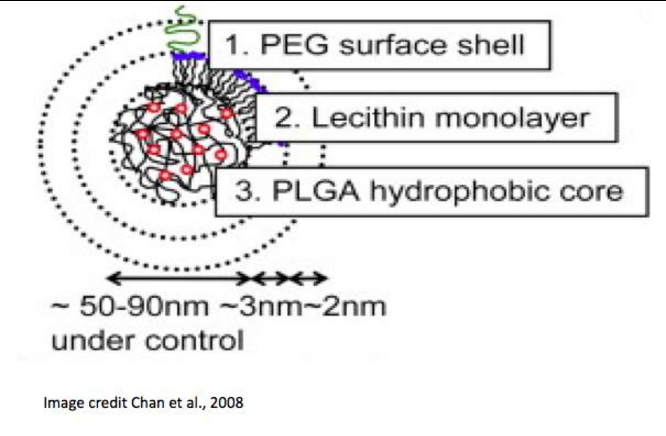 1. PEG surface shell
2. Lecithin monolayer
3. PLGA hydrophobic core
~ 50-90nm ~3nm~2nm
under control
Image credit Chan et al., 2008